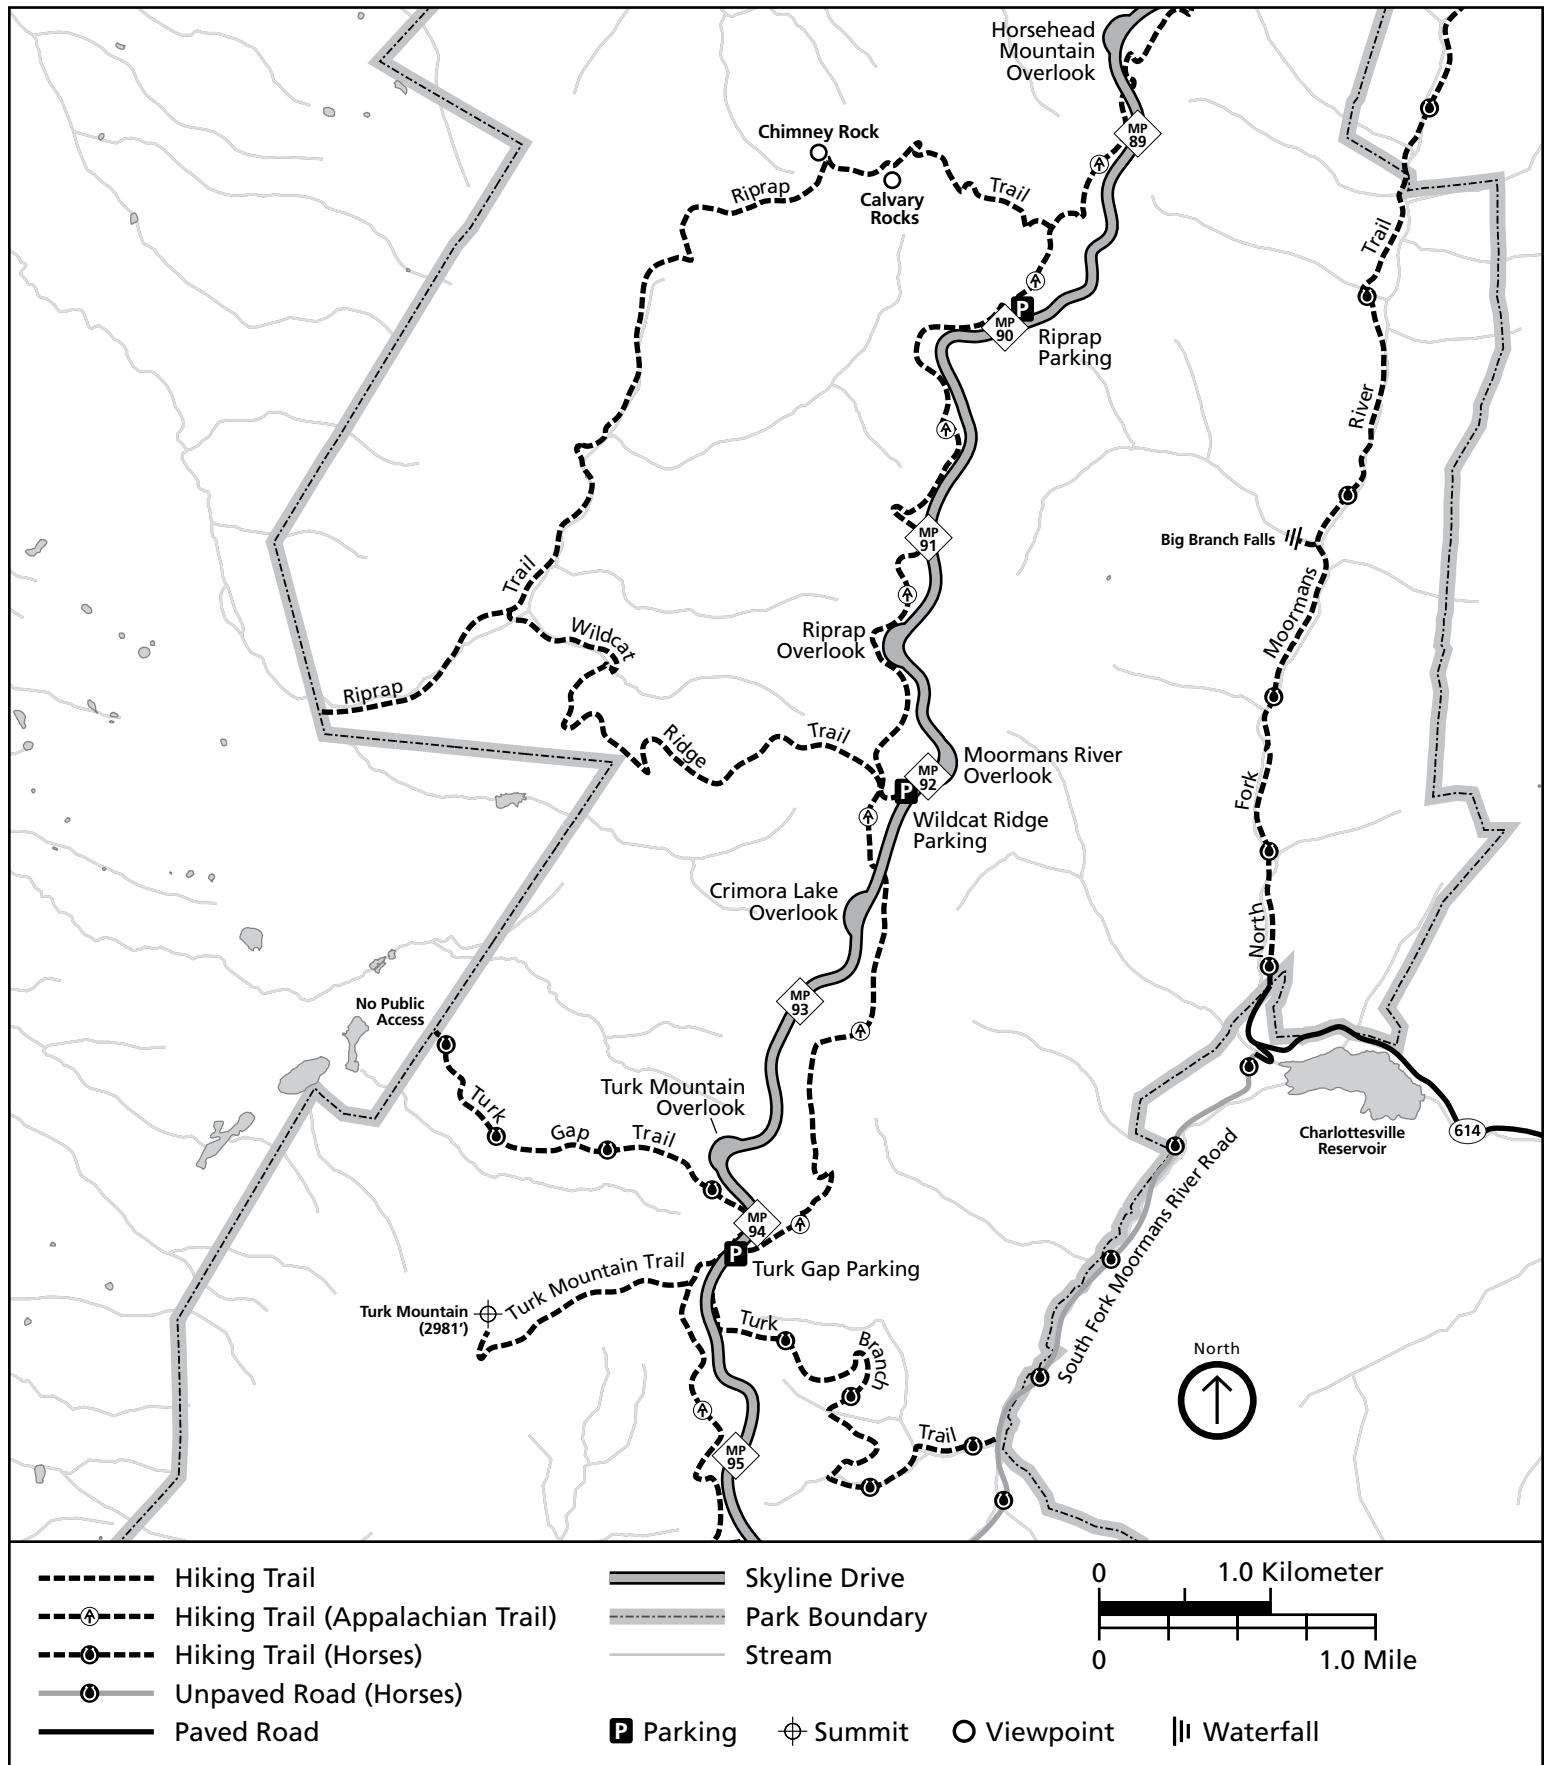 Horsehead
Mountain
Overlook
MP
89
Chimney Rock
Riprap
Calvary
Rocks
Trail
Trail
MP
90
P
Riprap
Parking
River
MP
91
Big Branch Falls
Trail
Wildcat
Riprap
Overlook
Moormans
Riprap
Ridge
Trail
MP
92
Moormans River
Overlook
P
Wildcat Ridge
Parking
Fork
Crimora Lake
Overlook
North
MP
93
No Public
Access
Turk Mountain
Overlook
Turk
Gap
Trail
Charlottesville
Reservoir
614
MP
94
P
Turk Gap Parking
South Fork Moormans River Road
Turk Mountain Trail
Turk Mountain
(2981')
Turk
Branch
Trail
North
MP
95
Hiking Trail
Hiking Trail (Appalachian Trail)
Hiking Trail (Horses)
Unpaved Road (Horses)
Paved Road
Skyline Drive
Park Boundary
Stream
0
1.0 Kilometer
0
1.0 Mile
P Parking
Summit
Viewpoint
Waterfall